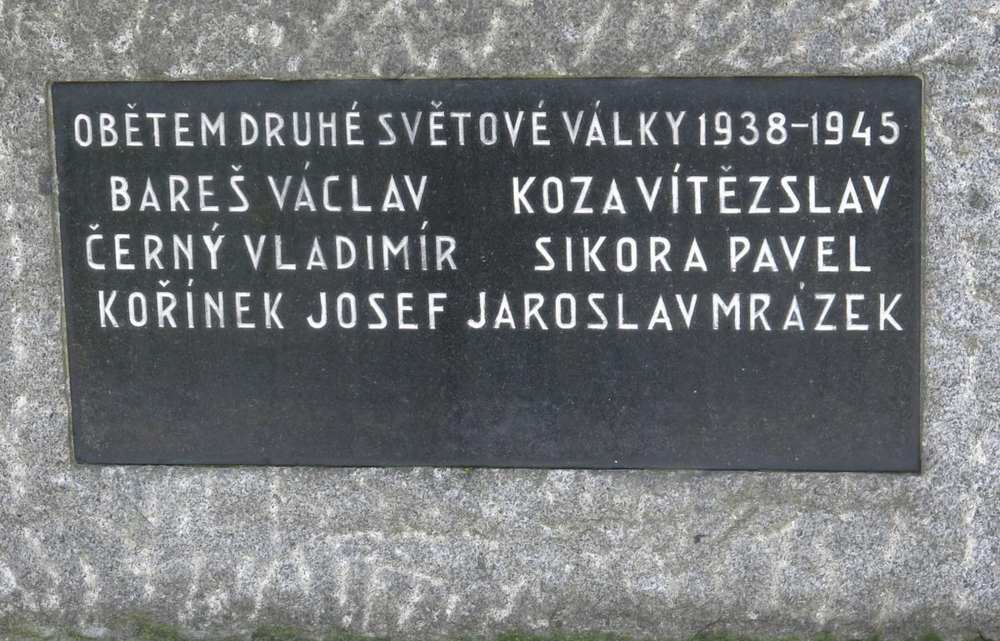 OBĚTEM DRUHÉ SVĚTOVÉ VÁLKY 1938-1945
BAREŠ VÁCLAV KOZA VÍTĚZSLAV
ČERNÝ VLADIMÍR SIKORA PAVEL
KOŘÍNEK JOSEF JAROSLAV MRÁZEK